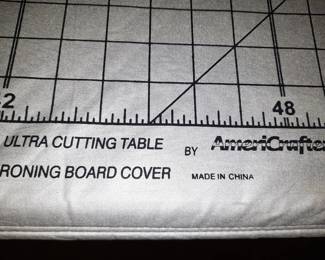 2 48
ULTRA CUTTING TABLE BY AmeriCrafte
RONING BOARD COVER MADE IN CHINA